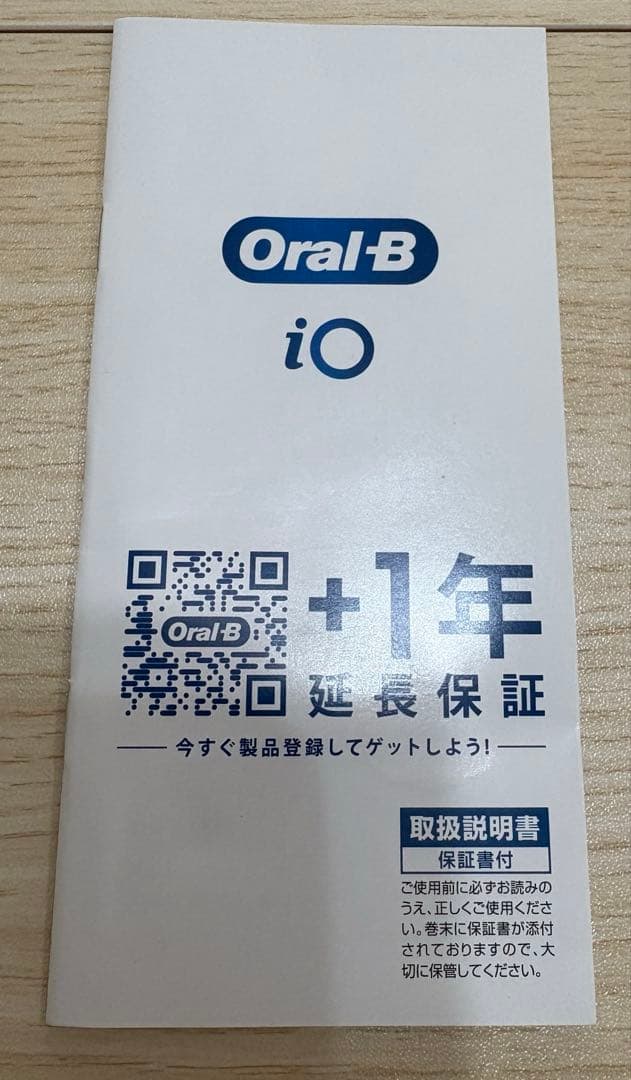 Oral-B
iO
Oral-B
+1年
延長保証
今すぐ製品登録してゲットしよう!
取扱説明書
保証書付
ご使用前に必ずお読みの
うえ、正しくご使用くださ
い。巻末に保証書が添付
されておりますので、大
切に保管してください。